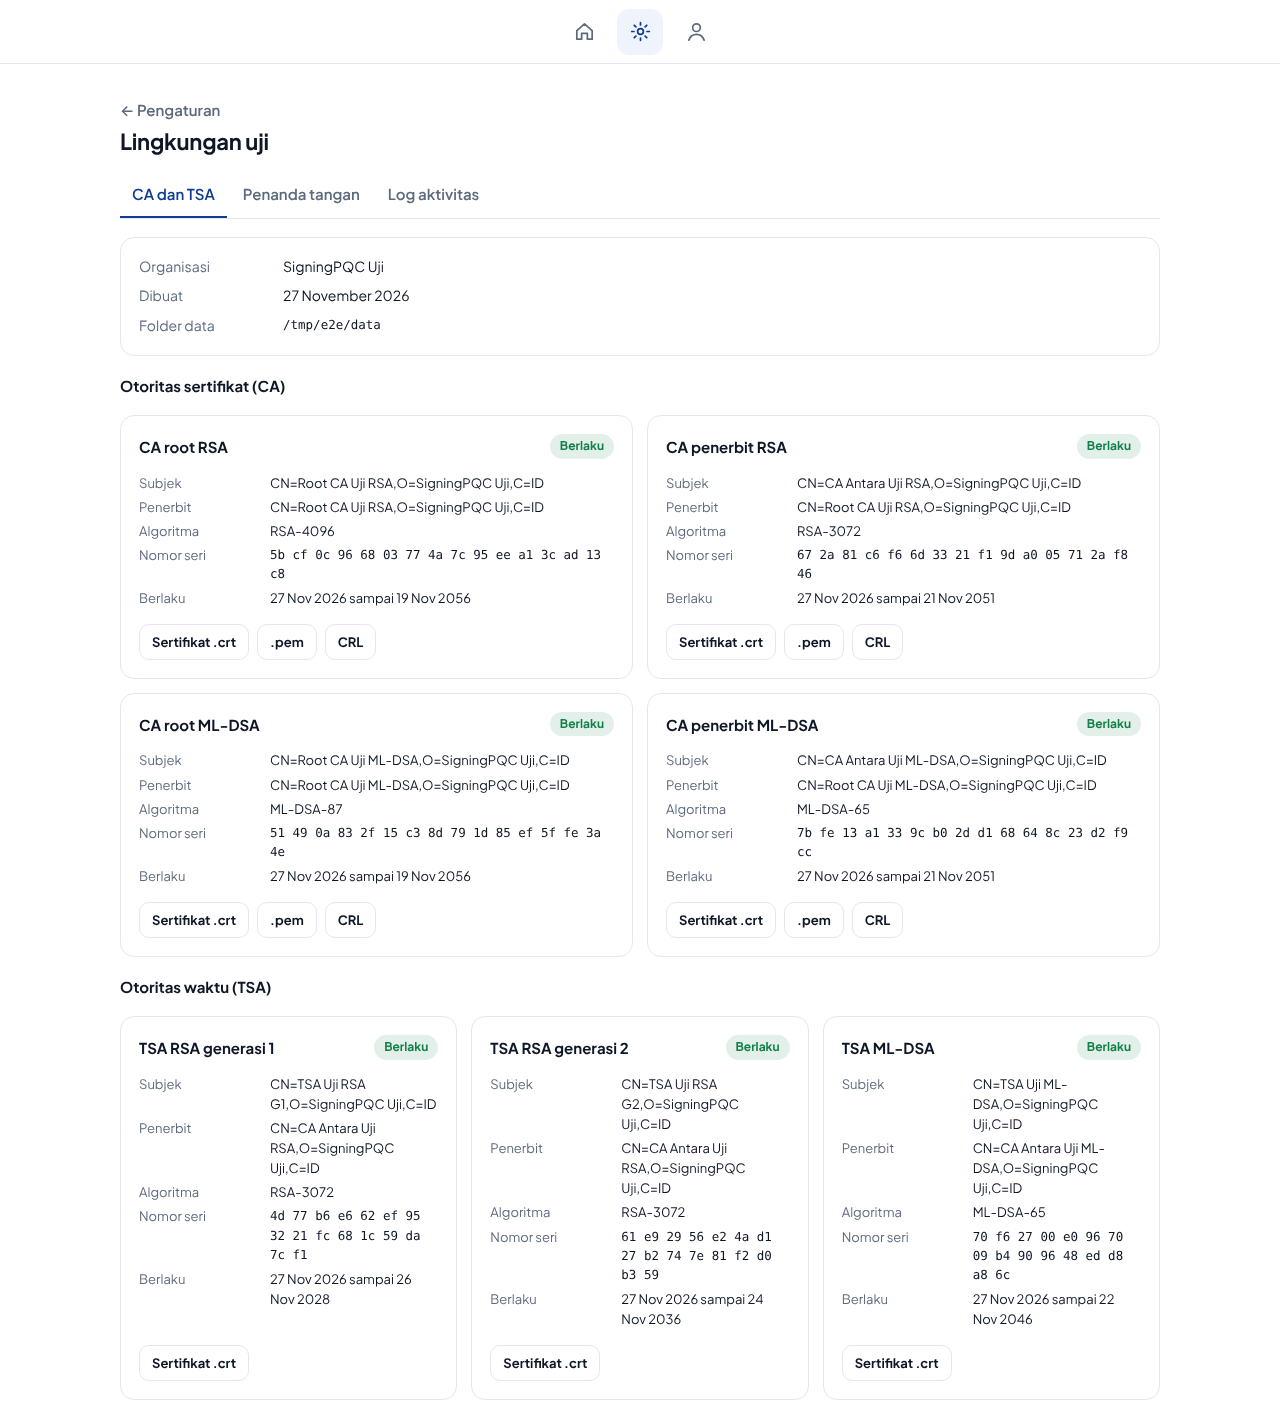 ← Pengaturan
Lingkungan uji
CA dan TSA Penanda tangan Log aktivitas
Organisasi SigningPQC Uji
Dibuat 27 November 2026
Folder data /tmp/e2e/data
Otoritas sertifikat (CA)
CA root RSA Berlaku
Subjek CN=Root CA Uji RSA,O=SigningPQC Uji,C=ID
Penerbit CN=Root CA Uji RSA,O=SigningPQC Uji,C=ID
Algoritma RSA-4096
Nomor seri 5b cf 0c 96 68 03 77 4a 7c 95 ee a1 3c ad 13
c8
Berlaku 27 Nov 2026 sampai 19 Nov 2056
Sertifikat .crt .pem CRL
CA penerbit RSA Berlaku
Subjek CN=CA Antara Uji RSA,O=SigningPQC Uji,C=ID
Penerbit CN=Root CA Uji RSA,O=SigningPQC Uji,C=ID
Algoritma RSA-3072
Nomor seri 67 2a 81 c6 f6 6d 33 21 f1 9d a0 05 71 2a f8
46
Berlaku 27 Nov 2026 sampai 21 Nov 2051
Sertifikat .crt .pem CRL
CA root ML-DSA Berlaku
Subjek CN=Root CA Uji ML-DSA,O=SigningPQC Uji,C=ID
Penerbit CN=Root CA Uji ML-DSA,O=SigningPQC Uji,C=ID
Algoritma ML-DSA-87
Nomor seri 51 49 0a 83 2f 15 c3 8d 79 1d 85 ef 5f fe 3a
4e
Berlaku 27 Nov 2026 sampai 19 Nov 2056
Sertifikat .crt .pem CRL
CA penerbit ML-DSA Berlaku
Subjek CN=CA Antara Uji ML-DSA,O=SigningPQC Uji,C=ID
Penerbit CN=Root CA Uji ML-DSA,O=SigningPQC Uji,C=ID
Algoritma ML-DSA-65
Nomor seri 7b fe 13 a1 33 9c b0 2d d1 68 64 8c 23 d2 f9
cc
Berlaku 27 Nov 2026 sampai 21 Nov 2051
Sertifikat .crt .pem CRL
Otoritas waktu (TSA)
TSA RSA generasi 1 Berlaku
Subjek CN=TSA Uji RSA
G1,O=SigningPQC Uji,C=ID
Penerbit CN=CA Antara Uji
RSA,O=SigningPQC
Uji,C=ID
Algoritma RSA-3072
Nomor seri 4d 77 b6 e6 62 ef 95
32 21 fc 68 1c 59 da
7c f1
Berlaku 27 Nov 2026 sampai 26
Nov 2028
Sertifikat .crt
TSA RSA generasi 2 Berlaku
Subjek CN=TSA Uji RSA
G2,O=SigningPQC
Uji,C=ID
Penerbit CN=CA Antara Uji
RSA,O=SigningPQC
Uji,C=ID
Algoritma RSA-3072
Nomor seri 61 e9 29 56 e2 4a d1
27 b2 74 7e 81 f2 d0
b3 59
Berlaku 27 Nov 2026 sampai 24
Nov 2036
Sertifikat .crt
TSA ML-DSA Berlaku
Subjek CN=TSA Uji ML-
DSA,O=SigningPQC
Uji,C=ID
Penerbit CN=CA Antara Uji ML-
DSA,O=SigningPQC
Uji,C=ID
Algoritma ML-DSA-65
Nomor seri 70 f6 27 00 e0 96 70
09 b4 90 96 48 ed d8
a8 6c
Berlaku 27 Nov 2026 sampai 22
Nov 2046
Sertifikat .crt